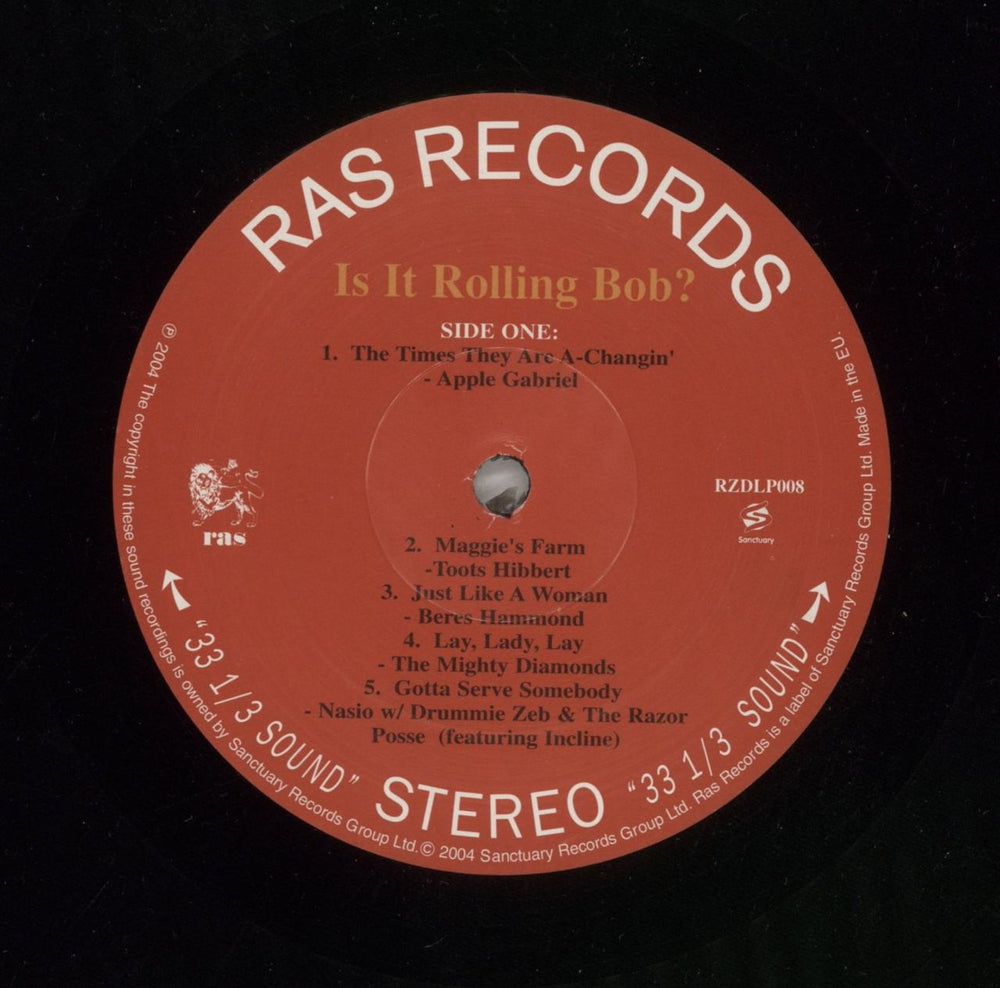 RAS RECORDS
Is It Rolling Bob?
SIDE ONE:
1. The Times They Are A-Changin'
- Apple Gabriel
ras
RZDLP008
Sanctuary
2. Maggie's Farm
-Toots Hibbert
3. Just Like A Woman
- Beres Hammond
4. Lay, Lady, Lay
- The Mighty Diamonds
5. Gotta Serve Somebody
- Nasio w/ Drummie Zeb & The Razor
Posse (featuring Incline)
"33 1/3 SOUND" STEREO "33 1/3 SOUND"
℗ 2004 The copyright in these sound recordings is owned by Sanctuary Records Group Ltd.© 2004 Sanctuary Records Group Ltd. Ras Records is a label of Sanctuary Records Group Ltd. Made in the EU.